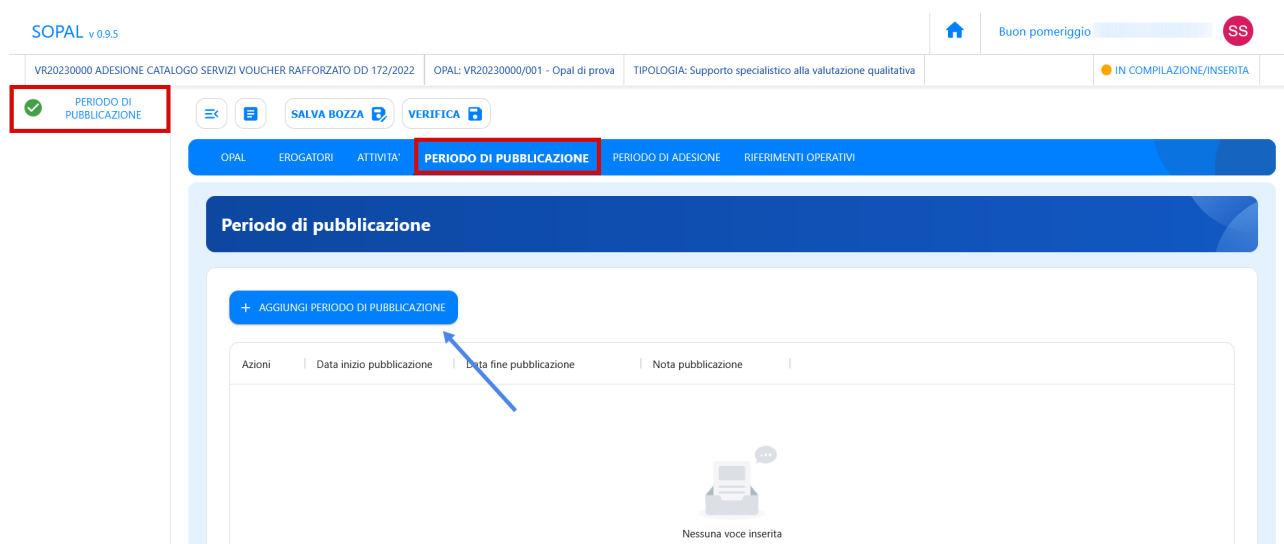 SOPAL v 0.9.5
Buon pomeriggio
SS
VR20230000 ADESIONE CATALOGO SERVIZI VOUCHER RAFFORZATO DD 172/2022
OPAL: VR20230000/001 - Opal di prova
TIPOLOGIA: Supporto specialistico alla valutazione qualitativa
IN COMPILAZIONE/INSERITA
PERIODO DI
PUBBLICAZIONE
SALVA BOZZA
VERIFICA
OPAL
EROGATORI
ATTIVITA'
PERIODO DI PUBBLICAZIONE
PERIODO DI ADESIONE
RIFERIMENTI OPERATIVI
Periodo di pubblicazione
+ AGGIUNGI PERIODO DI PUBBLICAZIONE
Azioni
Data inizio pubblicazione
Data fine pubblicazione
Nota pubblicazione
Nessuna voce inserita